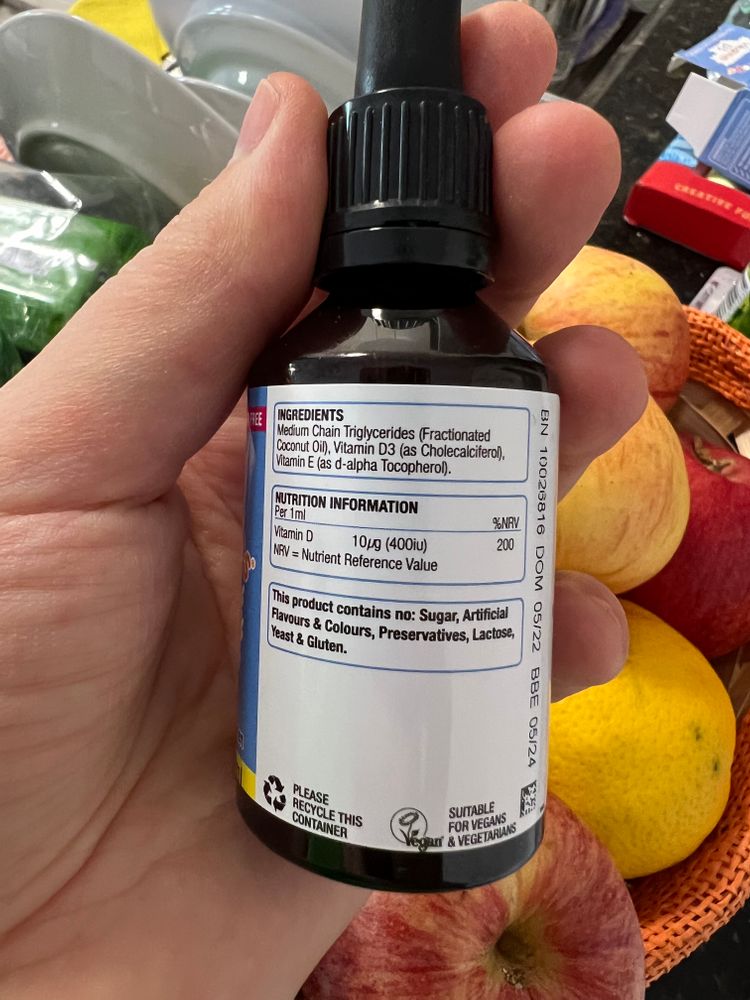 INGREDIENTS
Medium Chain Triglycerides (Fractionated
Coconut Oil), Vitamin D3 (as Cholecalciferol),
Vitamin E (as d-alpha Tocopherol).
NUTRITION INFORMATION
Per 1ml
%NRV
Vitamin D 10µg (400iu) 200
NRV = Nutrient Reference Value
This product contains no: Sugar, Artificial
Flavours & Colours, Preservatives, Lactose,
Yeast & Gluten.
PLEASE
RECYCLE THIS
CONTAINER
Vegan
SUITABLE
FOR VEGANS
& VEGETARIANS
BN 10026816 DOM 05/22 BBE 05/24
FREE